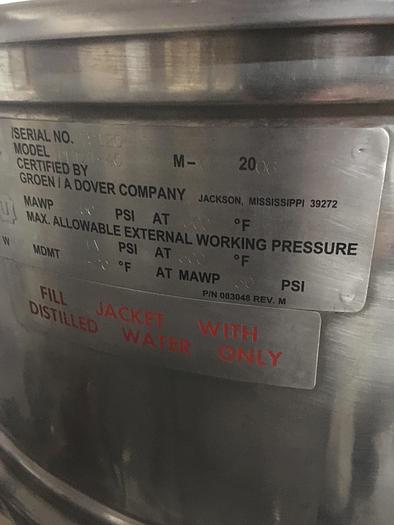 SERIAL NO.
MODEL M- 20
CERTIFIED BY
GROEN / A DOVER COMPANY JACKSON, MISSISSIPPI 39272
U MAWP PSI AT °F
MAX. ALLOWABLE EXTERNAL WORKING PRESSURE
W PSI AT °F
MDMT °F AT MAWP PSI
P/N 083048 REV. M
FILL JACKET WITH
DISTILLED WATER ONLY